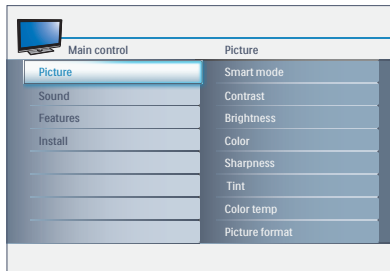 Main control
Picture
Picture
Smart mode
Sound
Contrast
Features
Brightness
Install
Color
Sharpness
Tint
Color temp
Picture format